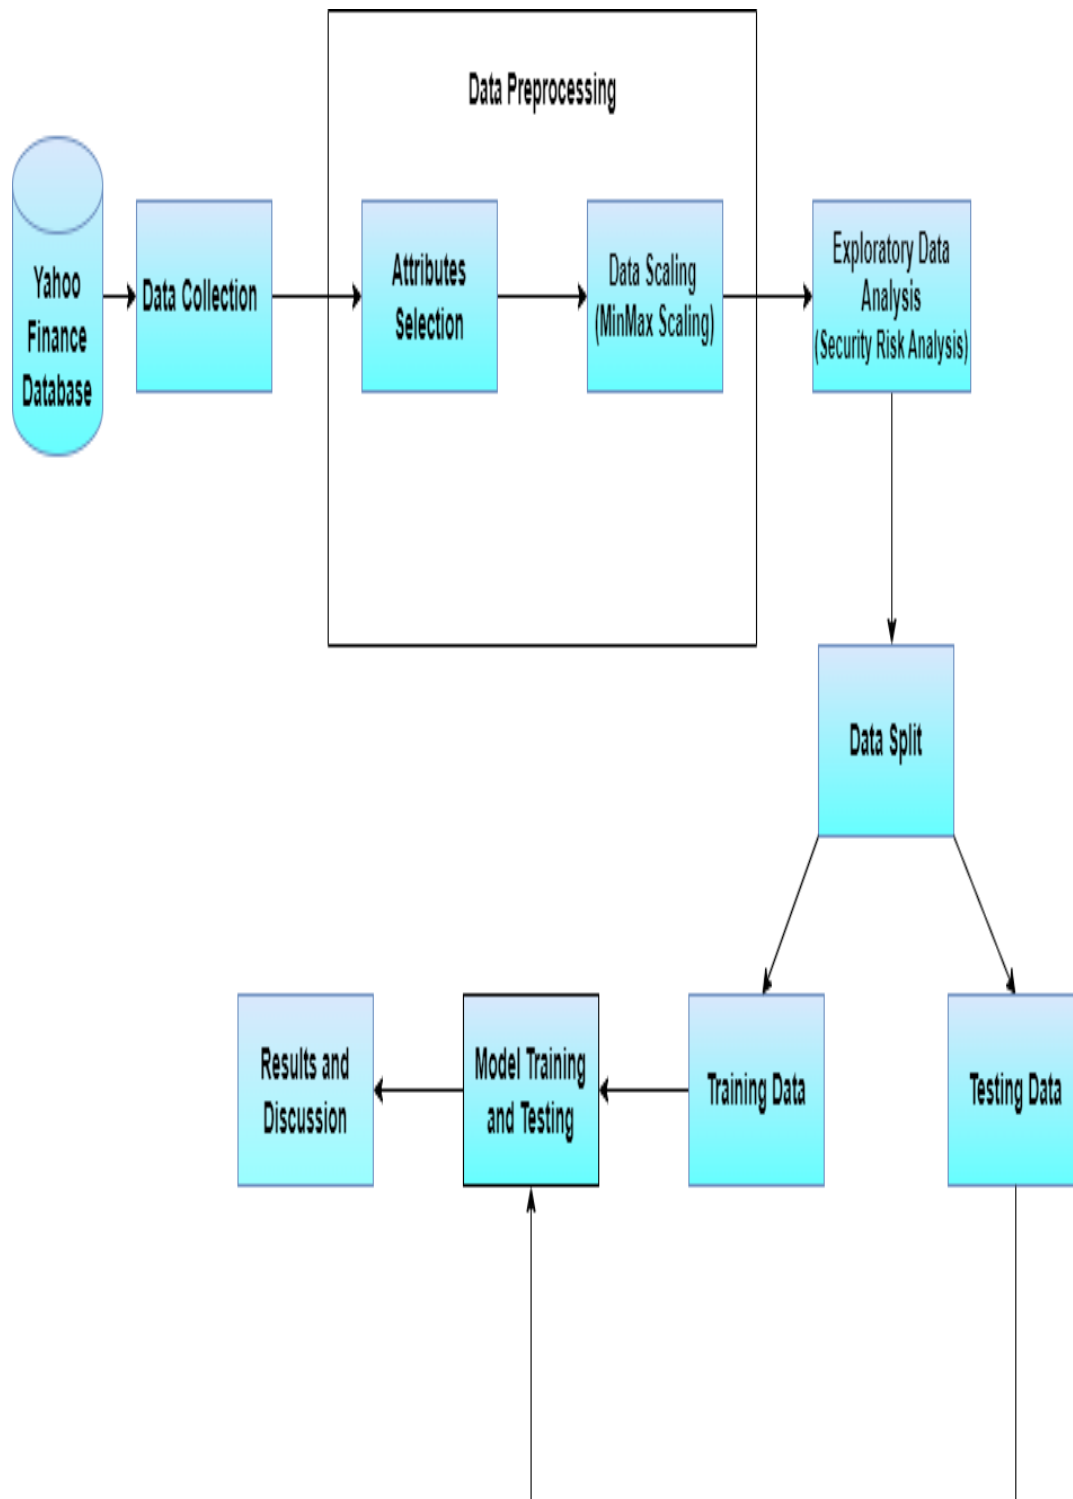 Data Preprocessing
Yahoo
Finance
Database
Data Collection
Attributes
Selection
Data Scaling
(MinMax Scaling)
Exploratory Data
Analysis
(Security Risk Analysis)
Data Split
Results and
Discussion
Model Training
and Testing
Training Data
Testing Data